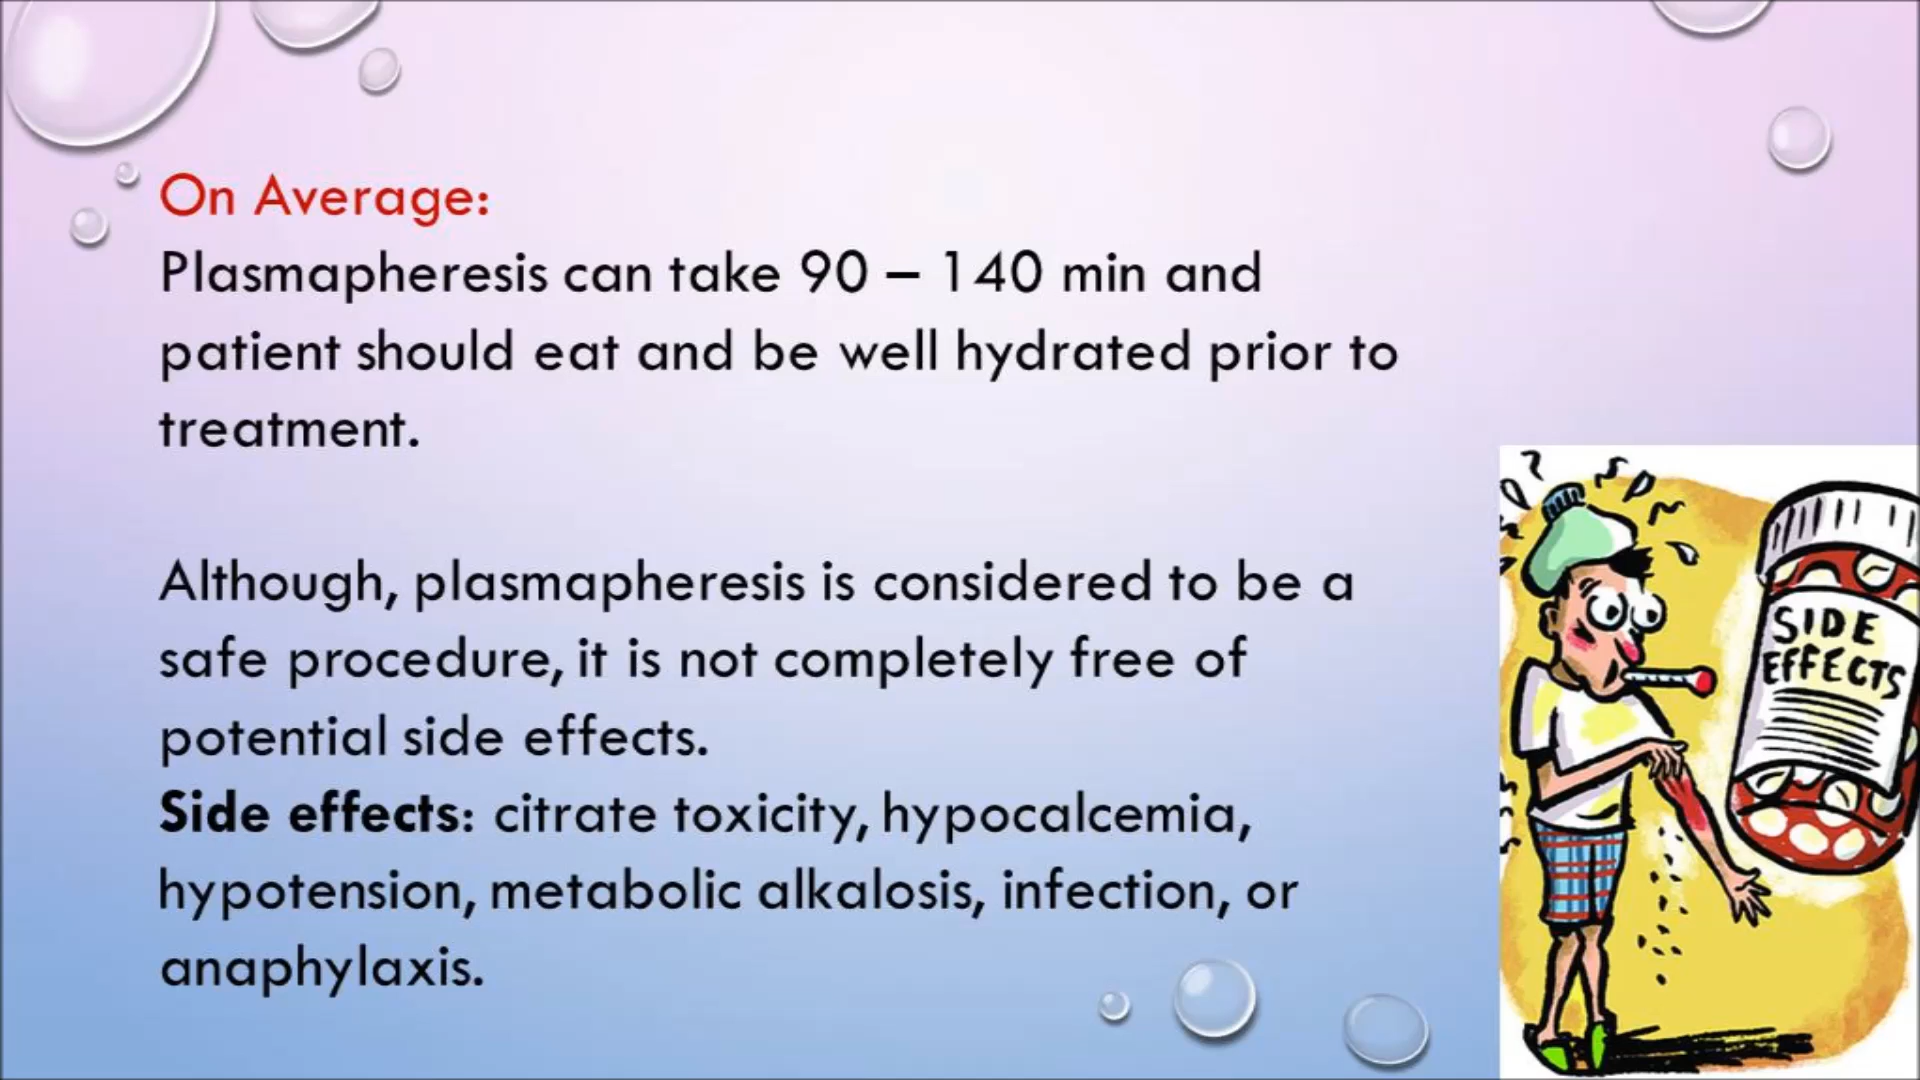 On Average:
Plasmapheresis can take 90 – 140 min and
patient should eat and be well hydrated prior to
treatment.
Although, plasmapheresis is considered to be a
safe procedure, it is not completely free of
potential side effects.
Side effects: citrate toxicity, hypocalcemia,
hypotension, metabolic alkalosis, infection, or
anaphylaxis.
SIDE
EFFECTS